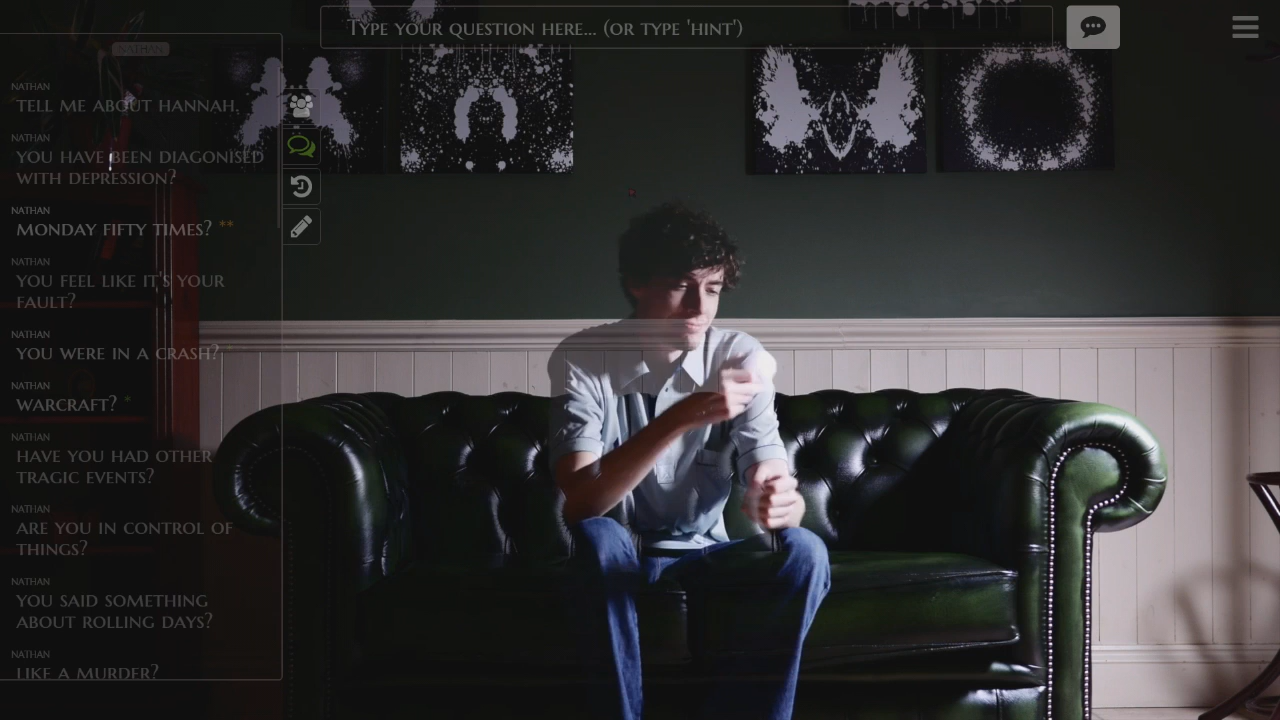 Type your question here... (or type 'hint')
NATHAN
NATHAN
TELL ME ABOUT HANNAH.
NATHAN
YOU HAVE BEEN DIAGONISED
WITH DEPRESSION?
NATHAN
MONDAY FIFTY TIMES? **
NATHAN
YOU FEEL LIKE IT'S YOUR
FAULT?
NATHAN
YOU WERE IN A CRASH?
NATHAN
WARCRAFT? *
NATHAN
HAVE YOU HAD OTHER
TRAGIC EVENTS?
NATHAN
ARE YOU IN CONTROL OF
THINGS?
NATHAN
YOU SAID SOMETHING
ABOUT ROLLING DAYS?
NATHAN
LIKE A MURDER?